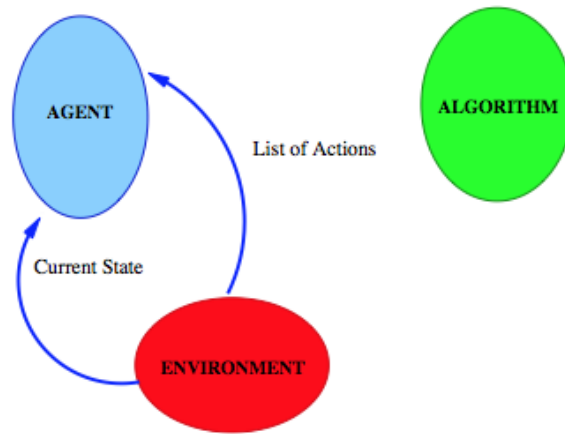 AGENT
ALGORITHM
List of Actions
Current State
ENVIRONMENT